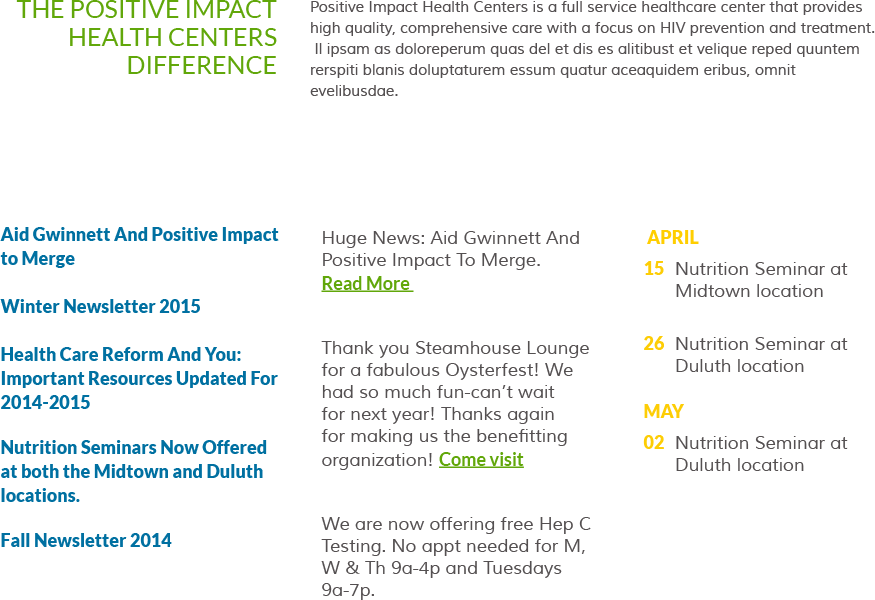 THE POSITIVE IMPACT
HEALTH CENTERS
DIFFERENCE
Positive Impact Health Centers is a full service healthcare center that provides
high quality, comprehensive care with a focus on HIV prevention and treatment.
Il ipsam as doloreperum quas del et dis es alitibust et velique reped quuntem
rerspiti blanis doluptaturem essum quatur aceaquidem eribus, omnit
evelibusdae.
Aid Gwinnett And Positive Impact
to Merge
Winter Newsletter 2015
Health Care Reform And You:
Important Resources Updated For
2014-2015
Nutrition Seminars Now Offered
at both the Midtown and Duluth
locations.
Fall Newsletter 2014
Huge News: Aid Gwinnett And
Positive Impact To Merge.
Read More
Thank you Steamhouse Lounge
for a fabulous Oysterfest! We
had so much fun-can’t wait
for next year! Thanks again
for making us the benefitting
organization! Come visit
We are now offering free Hep C
Testing. No appt needed for M,
W & Th 9a-4p and Tuesdays
9a-7p.
APRIL
15 Nutrition Seminar at
Midtown location
26 Nutrition Seminar at
Duluth location
MAY
02 Nutrition Seminar at
Duluth location